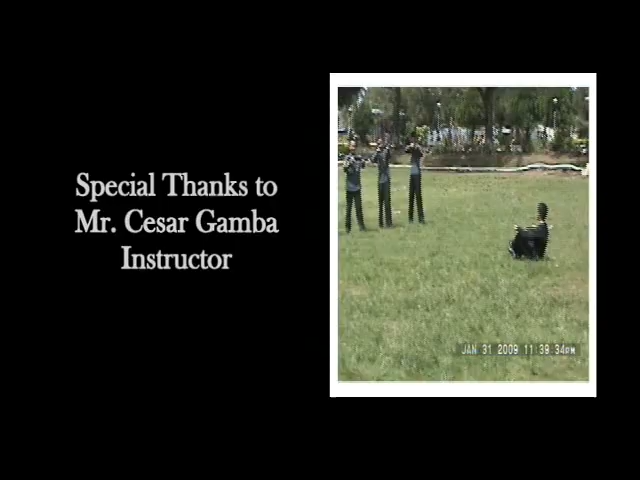 Special Thanks to
Mr. Cesar Gamba
Instructor
JAN 31 2009 11:39:34PM